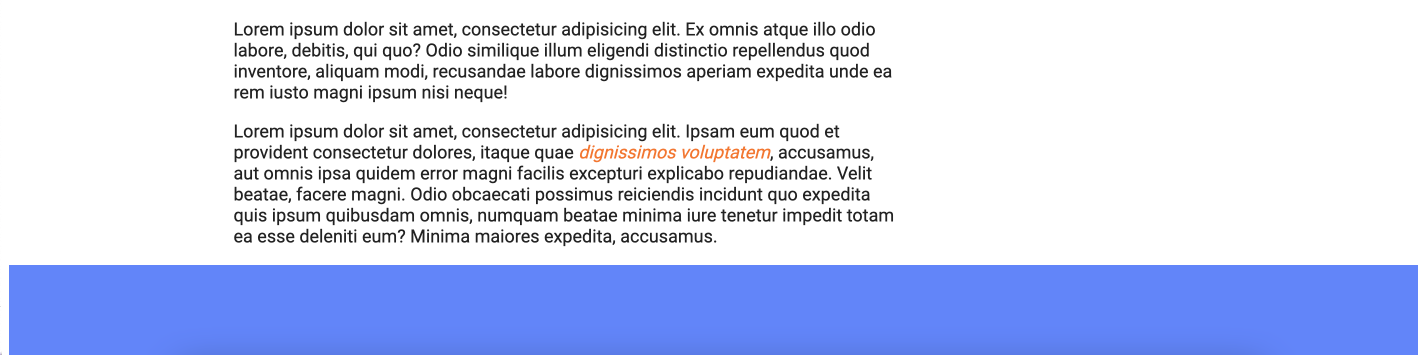 Lorem ipsum dolor sit amet, consectetur adipisicing elit. Ex omnis atque illo odio
labore, debitis, qui quo? Odio similique illum eligendi distinctio repellendus quod
inventore, aliquam modi, recusandae labore dignissimos aperiam expedita unde ea
rem iusto magni ipsum nisi neque!
Lorem ipsum dolor sit amet, consectetur adipisicing elit. Ipsam eum quod et
provident consectetur dolores, itaque quae dignissimos voluptatem, accusamus,
aut omnis ipsa quidem error magni facilis excepturi explicabo repudiandae. Velit
beatae, facere magni. Odio obcaecati possimus reiciendis incidunt quo expedita
quis ipsum quibusdam omnis, numquam beatae minima iure tenetur impedit totam
ea esse deleniti eum? Minima maiores expedita, accusamus.